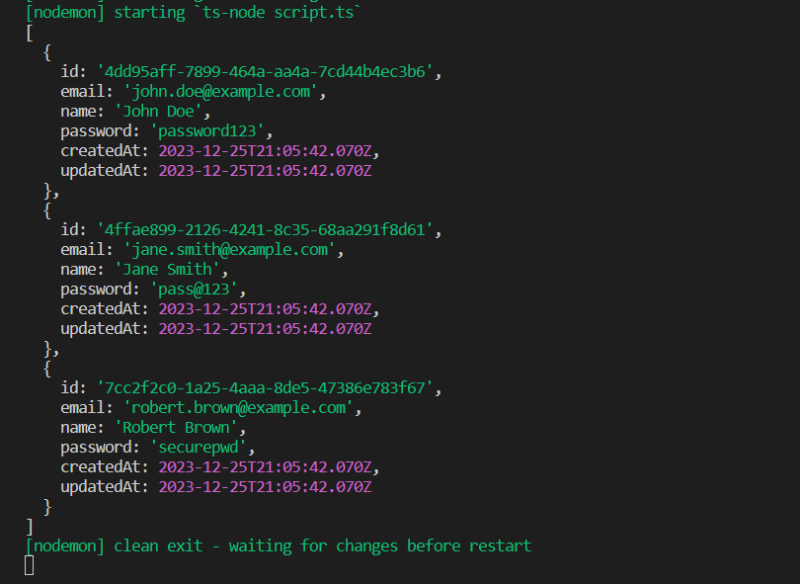 [nodemon] starting `ts-node script.ts`
[
  {
    id: '4dd95aff-7899-464a-aa4a-7cd44b4ec3b6',
    email: 'john.doe@example.com',
    name: 'John Doe',
    password: 'password123',
    createdAt: 2023-12-25T21:05:42.070Z,
    updatedAt: 2023-12-25T21:05:42.070Z
  },
  {
    id: '4ffae899-2126-4241-8c35-68aa291f8d61',
    email: 'jane.smith@example.com',
    name: 'Jane Smith',
    password: 'pass@123',
    createdAt: 2023-12-25T21:05:42.070Z,
    updatedAt: 2023-12-25T21:05:42.070Z
  },
  {
    id: '7cc2f2c0-1a25-4aaa-8de5-47386e783f67',
    email: 'robert.brown@example.com',
    name: 'Robert Brown',
    password: 'securepwd',
    createdAt: 2023-12-25T21:05:42.070Z,
    updatedAt: 2023-12-25T21:05:42.070Z
  }
]
[nodemon] clean exit - waiting for changes before restart